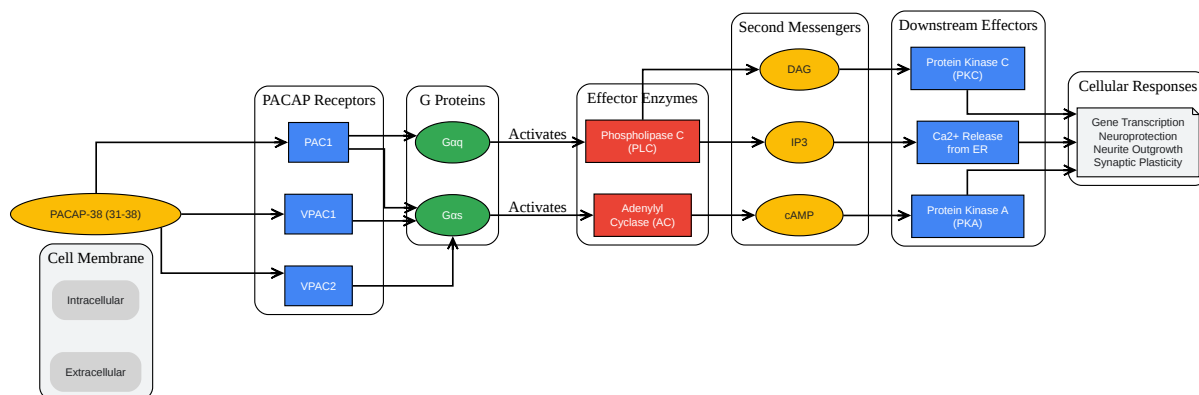 PACAP-38 (31-38)
Cell Membrane
Intracellular
Extracellular
PACAP Receptors
PAC1
VPAC1
VPAC2
G Proteins
Gαq
Gαs
Activates
Activates
Effector Enzymes
Phospholipase C
(PLC)
Adenylyl
Cyclase (AC)
Second Messengers
DAG
IP3
cAMP
Downstream Effectors
Protein Kinase C
(PKC)
Ca2+ Release
from ER
Protein Kinase A
(PKA)
Cellular Responses
Gene Transcription
Neuroprotection
Neurite Outgrowth
Synaptic Plasticity